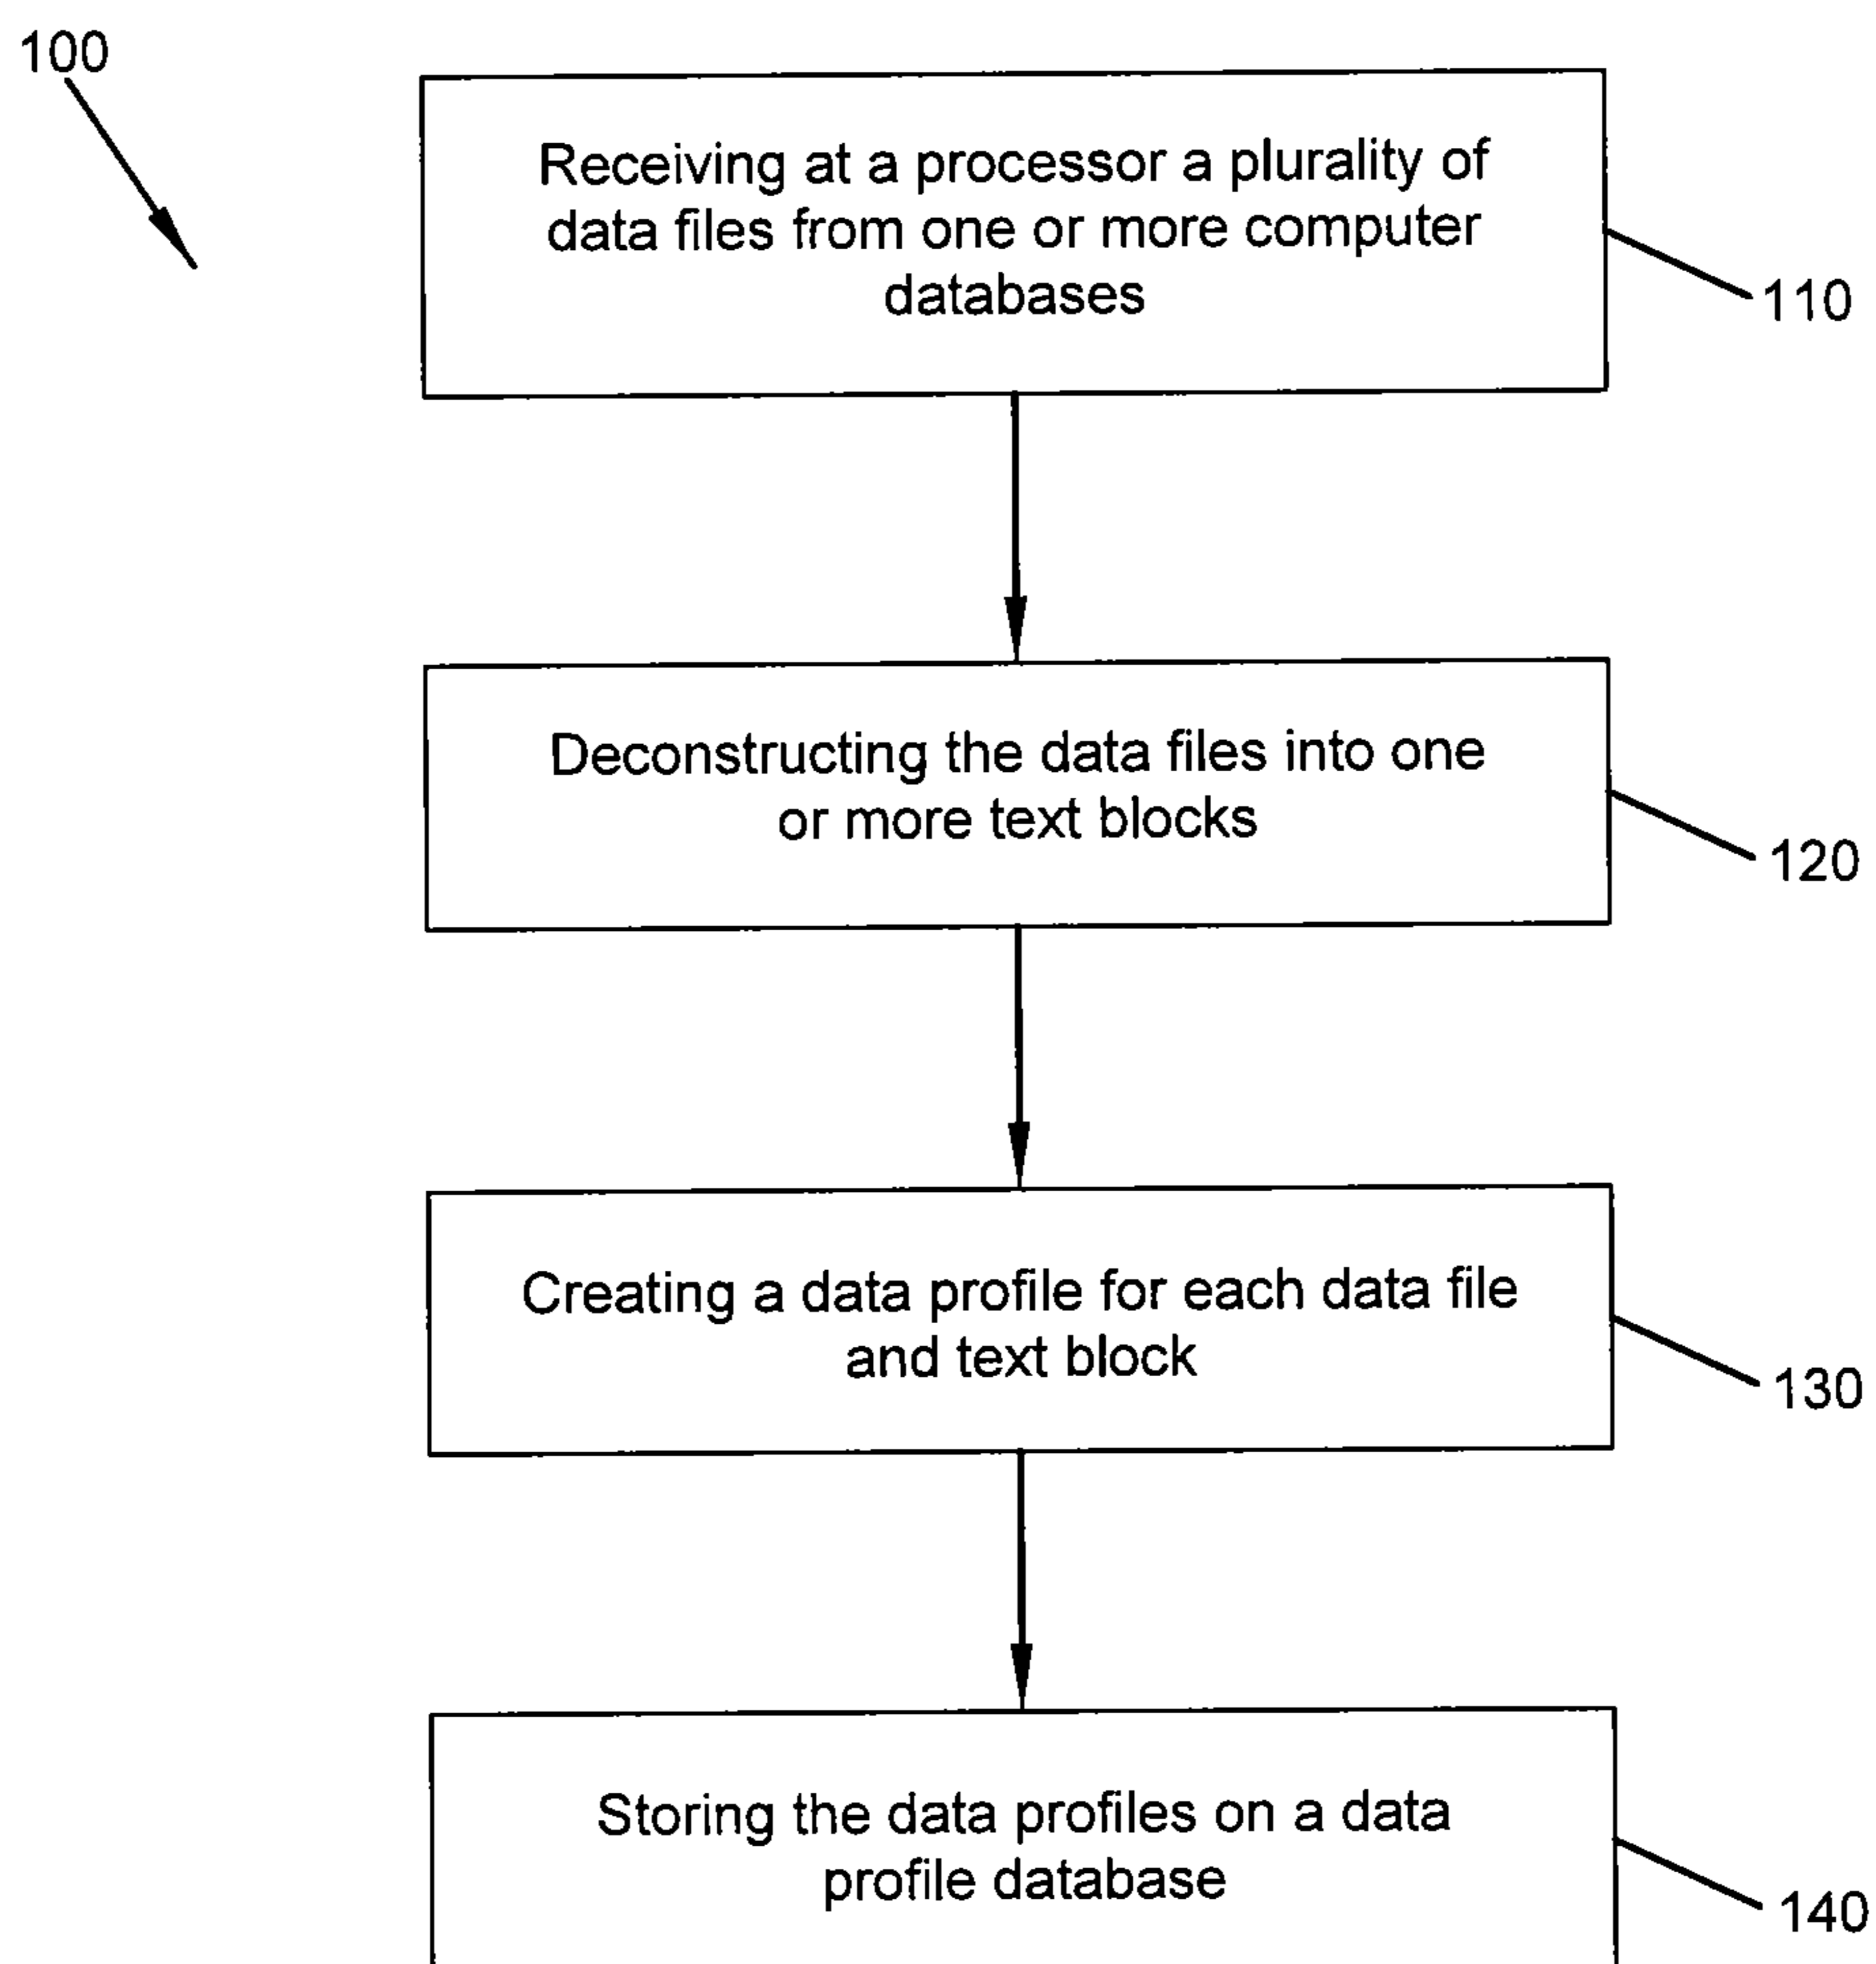 100
Receiving at a processor a plurality of
data files from one or more computer
databases
110
Deconstructing the data files into one
or more text blocks
120
Creating a data profile for each data file
and text block
130
Storing the data profiles on a data
profile database
140